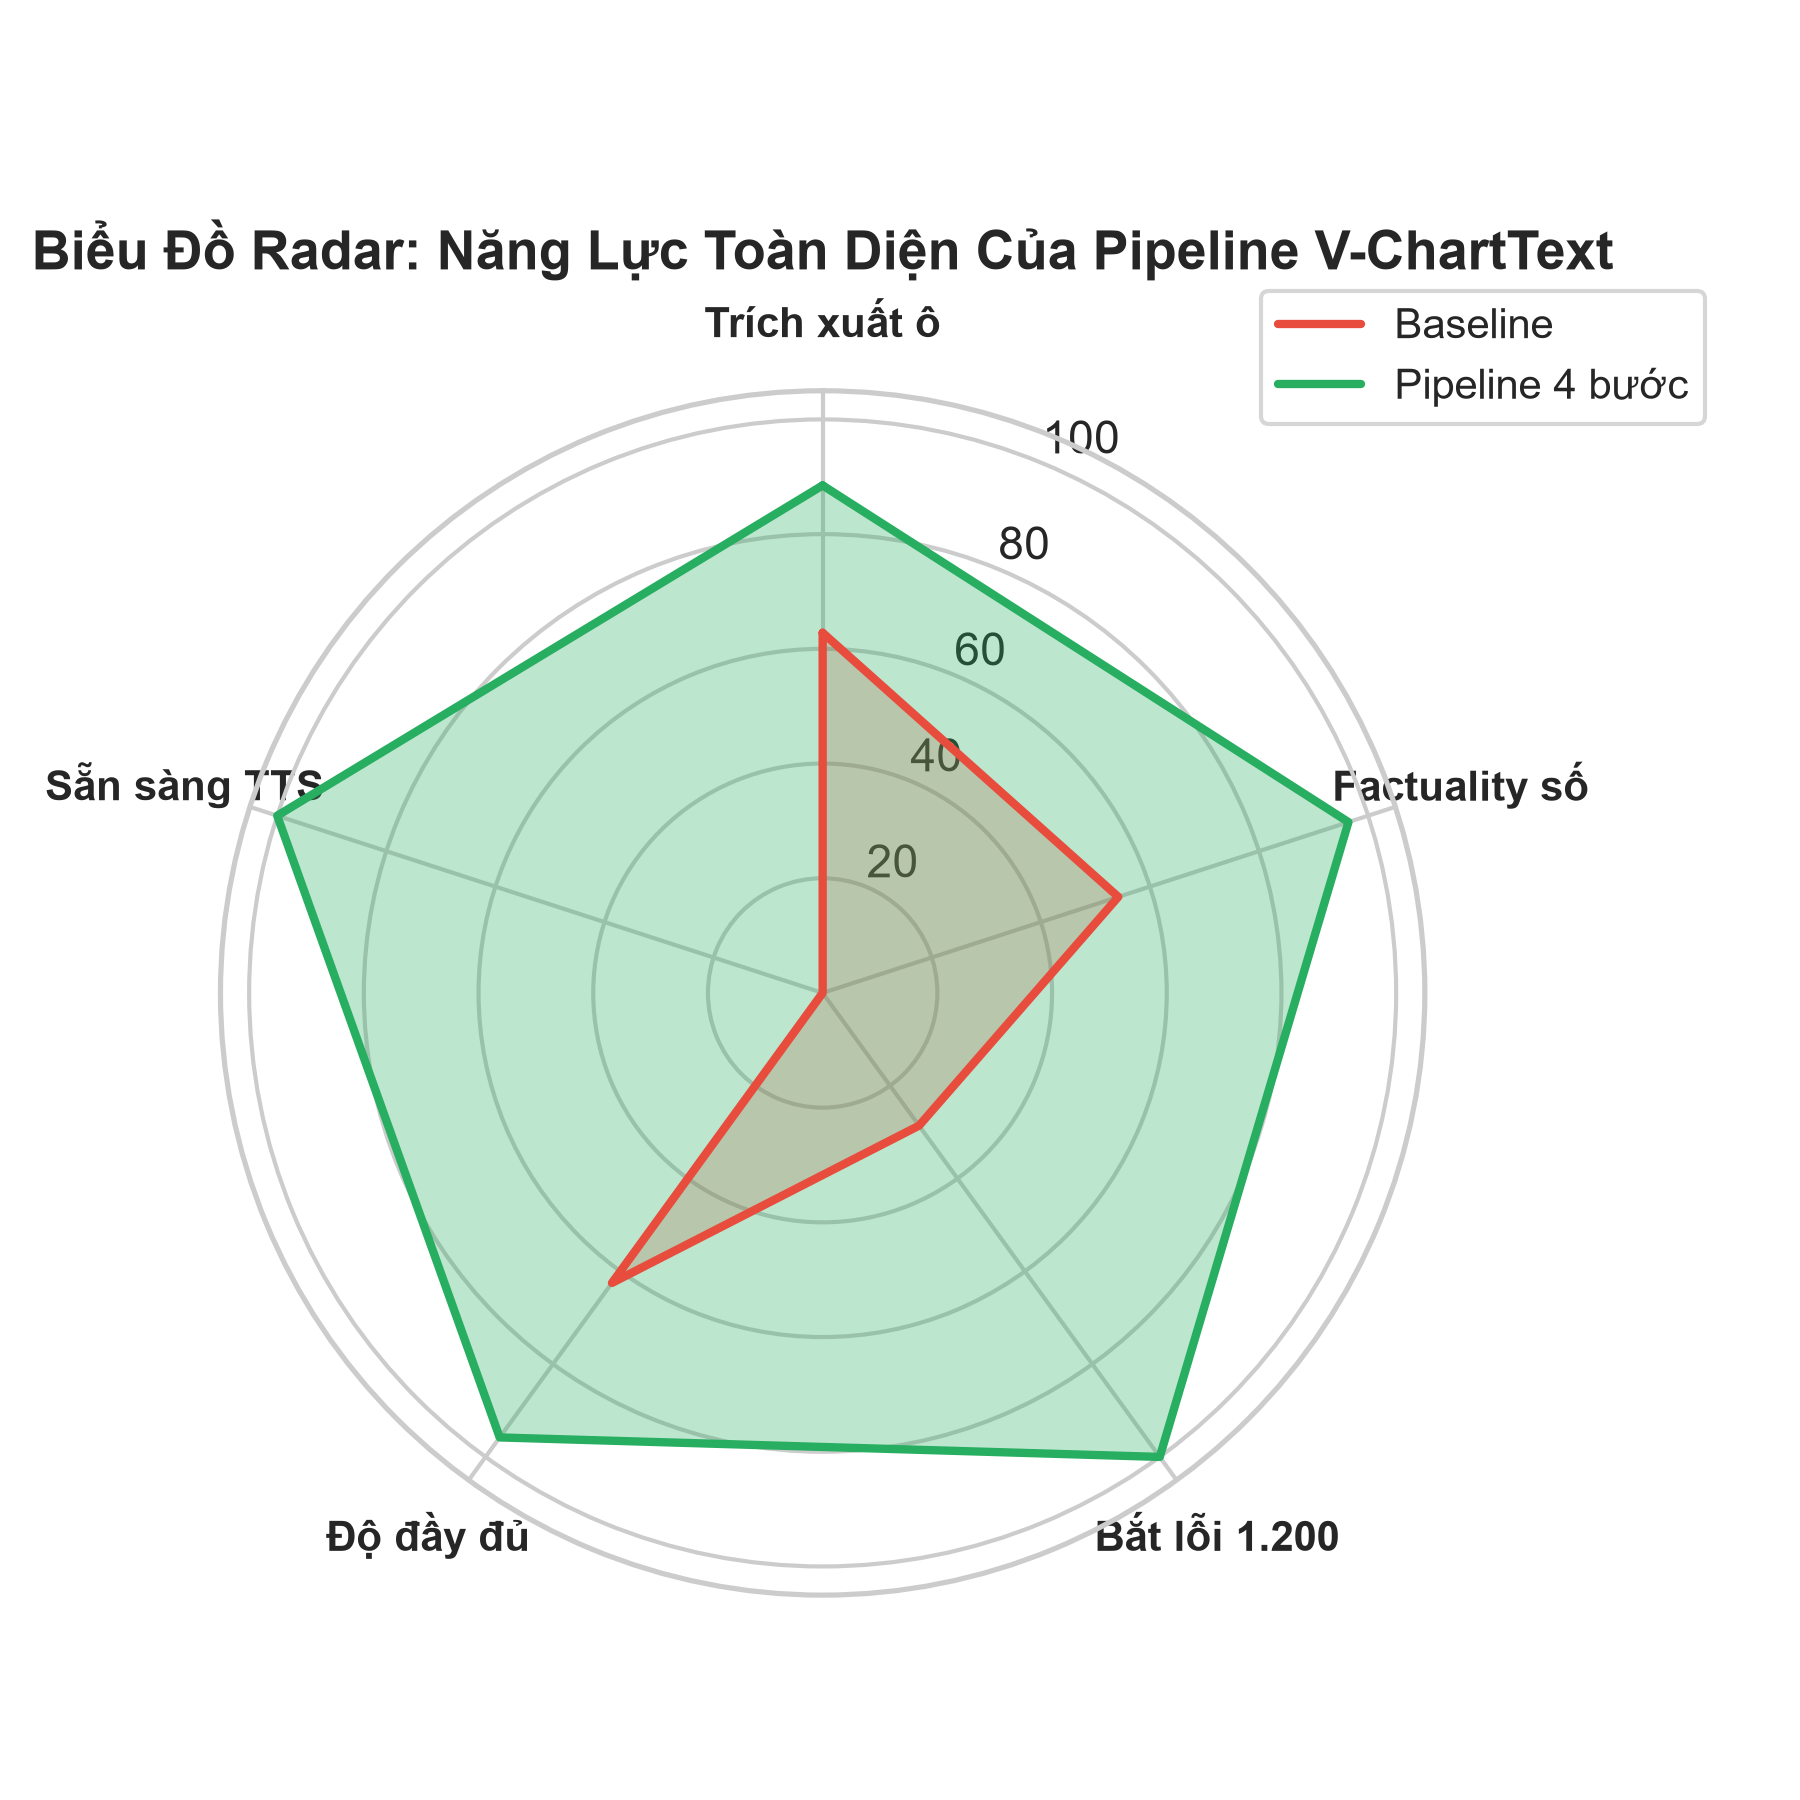 Biểu Đồ Radar: Năng Lực Toàn Diện Của Pipeline V-ChartText
Trích xuất ô
Baseline
Pipeline 4 bước
100
80
60
40
20
Sẵn sàng TTS
Factuality số
Độ đầy đủ
Bắt lỗi 1.200